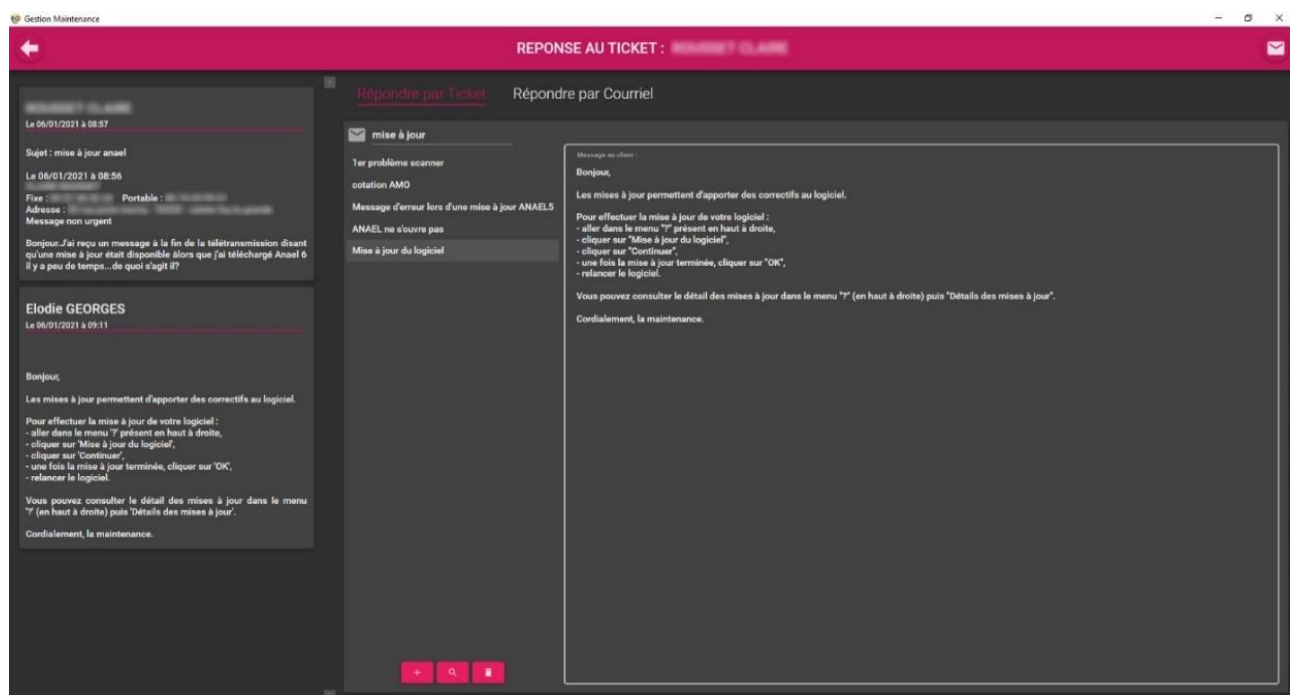 Gestion Maintenance
REPONSE AU TICKET :
Le 06/01/2021 à 08:57
Sujet : mise à jour anael
Le 06/01/2021 à 08:56
Fixe : Portable :
Adresse :
Message non urgent
Bonjour.J'ai reçu un message à la fin de la télétransmission disant
qu'une mise à jour était disponible alors que j'ai téléchargé Anael 6
il y a peu de temps...de quoi s'agit il?
Elodie GEORGES
Le 06/01/2021 à 09:11
Bonjour,
Les mises à jour permettent d'apporter des correctifs au logiciel.
Pour effectuer la mise à jour de votre logiciel :
- aller dans le menu '?' présent en haut à droite,
- cliquer sur 'Mise à jour du logiciel',
- cliquer sur 'Continuer',
- une fois la mise à jour terminée, cliquer sur 'OK',
- relancer le logiciel.
Vous pouvez consulter le détail des mises à jour dans le menu
'?' (en haut à droite) puis 'Détails des mises à jour'.
Cordialement, la maintenance.
Répondre par Ticket Répondre par Courriel
mise à jour
1er problème scanner
cotation AMO
Message d'erreur lors d'une mise à jour ANAEL5
ANAEL ne s'ouvre pas
Mise à jour du logiciel
Message au client :
Bonjour,
Les mises à jour permettent d'apporter des correctifs au logiciel.
Pour effectuer la mise à jour de votre logiciel :
- aller dans le menu "?" présent en haut à droite,
- cliquer sur "Mise à jour du logiciel",
- cliquer sur "Continuer",
- une fois la mise à jour terminée, cliquer sur "OK",
- relancer le logiciel.
Vous pouvez consulter le détail des mises à jour dans le menu "?" (en haut à droite) puis "Détails des mises à jour".
Cordialement, la maintenance.